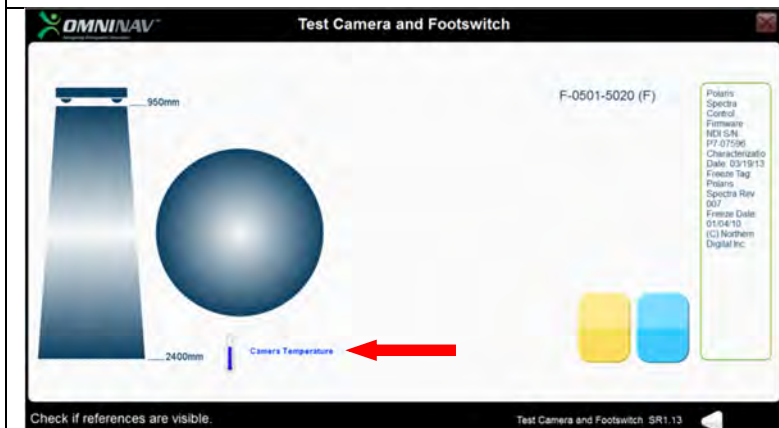 OMNINAV™
Test Camera and Footswitch
950mm
F-0501-5020 (F)
Polaris
Spectra
Control
Firmware
NDI S/N:
P7-07596
Characterizatio
Date: 03/19/13
Freeze Tag:
Polaris
Spectra Rev
007
Freeze Date:
01/04/10
(C) Northern
Digital Inc.
Camera Temperature
2400mm
Check if references are visible.
Test Camera and Footswitch SR1.13